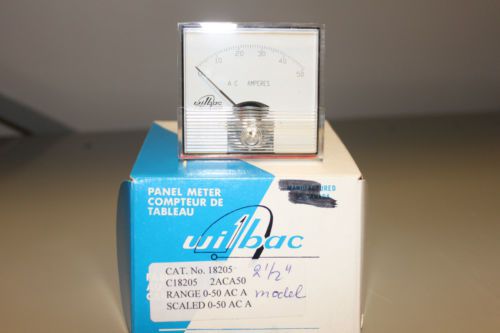 0 10 20 30 40 50
A-C AMPERES
wilbac
PANEL METER
COMPTEUR DE
TABLEAU
MANUFACTURED
wilbac
CAT. No. 18205
C18205 2ACA50
RANGE 0-50 AC A
SCALED 0-50 AC A
2 1/2"
model